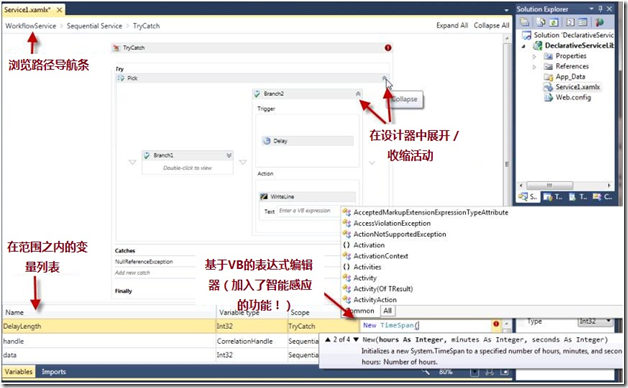 Service1.xamlx*
WorkflowService > Sequential Service > TryCatch
Expand All Collapse All
浏览路径导航条
TryCatch
Try
Pick
Branch2
Collapse
Trigger
Delay
在设计器中展开/
收缩活动
Branch1
Double-click to view
Action
WriteLine
Text Enter a VB expression
Catches
NullReferenceException
Add new catch
Finally
在范围之内的变
量列表
基于VB的表达式编辑
器(加入了智能感应
的功能!)
AcceptedMarkupExtensionExpressionTypeAttribute
AccessViolationException
ActionNotSupportedException
Activation
ActivationContext
Activities
Activity
Activity(Of TResult)
ActivityAction
Common All
Name Variable type Scope
DelayLength Int32 TryCatch New TimeSpan(
handle CorrelationHandle Sequential
data Int32 Sequential
2 of 4 New(hours As Integer, minutes As Integer, seconds As Integer)
Initializes a new System.TimeSpan to a specified number of hours, minutes, and secon
hours: Number of hours.
Variables Imports
80%
Solution Explorer
Solution 'DeclarativeServic
DeclarativeServiceLib
Properties
References
App_Data
Service1.xamlx
Web.config
Type Int32